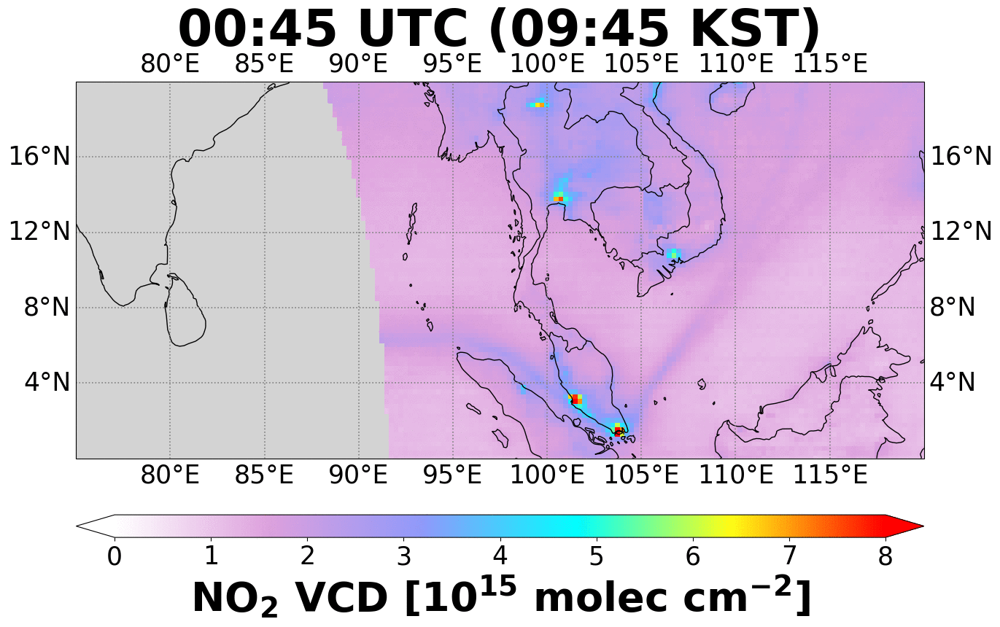 00:45 UTC (09:45 KST)
80°E 85°E 90°E 95°E 100°E 105°E 110°E 115°E
16°N 16°N
12°N 12°N
8°N 8°N
4°N 4°N
80°E 85°E 90°E 95°E 100°E 105°E 110°E 115°E
0 1 2 3 4 5 6 7 8
NO₂ VCD [10¹⁵ molec cm⁻²]